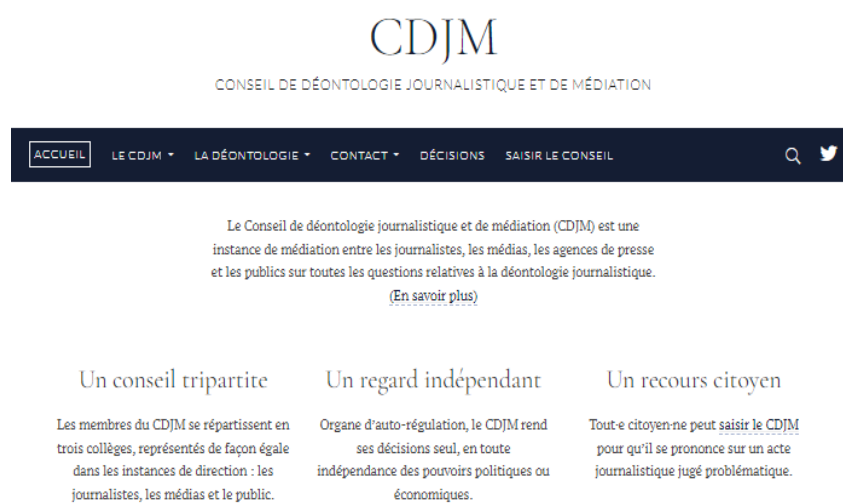 CDJM
CONSEIL DE DÉONTOLOGIE JOURNALISTIQUE ET DE MÉDIATION
ACCUEIL LE CDJM LA DÉONTOLOGIE CONTACT DÉCISIONS SAISIR LE CONSEIL
Le Conseil de déontologie journalistique et de médiation (CDJM) est une
instance de médiation entre les journalistes, les médias, les agences de presse
et les publics sur toutes les questions relatives à la déontologie journalistique.
(En savoir plus)
Un conseil tripartite
Les membres du CDJM se répartissent en
trois collèges, représentés de façon égale
dans les instances de direction : les
journalistes, les médias et le public.
Un regard indépendant
Organe d'auto-régulation, le CDJM rend
ses décisions seul, en toute
indépendance des pouvoirs politiques ou
économiques.
Un recours citoyen
Tout·e citoyen·ne peut saisir le CDJM
pour qu'il se prononce sur un acte
journalistique jugé problématique.